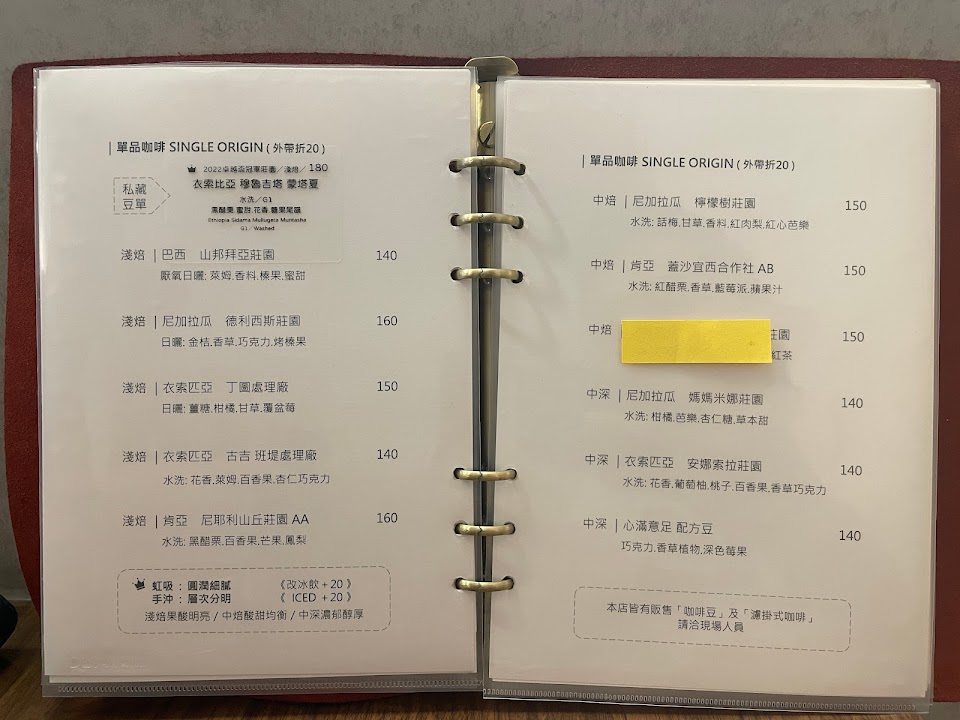 單品咖啡 SINGLE ORIGIN ( 外帶折20 )
私藏
豆單
2022卓越盃冠軍莊園／淺焙／180
衣索比亞 穆魯吉塔 蒙塔夏
水洗／G1
黑醋栗.蜜甜.花香.糖果尾韻
Ethiopia Sidama Mullugata Muntasha
G1／Washed
淺焙 | 巴西 山邦拜亞莊園 140
厭氧日曬: 萊姆.香料.榛果.蜜甜
淺焙 | 尼加拉瓜 德利西斯莊園 160
日曬: 金桔.香草.巧克力.烤榛果
淺焙 | 衣索匹亞 丁圖處理廠 150
日曬: 薑糖.柑橘.甘草.覆盆莓
淺焙 | 衣索匹亞 古吉 班堤處理廠 140
水洗: 花香.萊姆.百香果.杏仁巧克力
淺焙 | 肯亞 尼耶利山丘莊園 AA 160
水洗: 黑醋栗.百香果.芒果.鳳梨
虹吸 : 圓潤細膩 《改冰飲 + 20 》
手沖 : 層次分明 《 ICED + 20 》
淺焙果酸明亮 / 中焙酸甜均衡 / 中深濃郁醇厚
單品咖啡 SINGLE ORIGIN ( 外帶折20 )
中焙 | 尼加拉瓜 檸檬樹莊園 150
水洗: 話梅.甘草.香料.紅肉梨.紅心芭樂
中焙 | 肯亞 蓋沙宜西合作社 AB 150
水洗: 紅醋栗.香草.藍莓派.蘋果汁
中焙 莊園 150
紅茶
中深 | 尼加拉瓜 媽媽米娜莊園 140
水洗: 柑橘.芭樂.杏仁糖.草本甜
中深 | 衣索匹亞 安娜索拉莊園 140
水洗: 花香.葡萄柚.桃子.百香果.香草巧克力
中深 | 心滿意足 配方豆 140
巧克力.香草植物.深色莓果
本店皆有販售「咖啡豆」及「濾掛式咖啡」
請洽現場人員